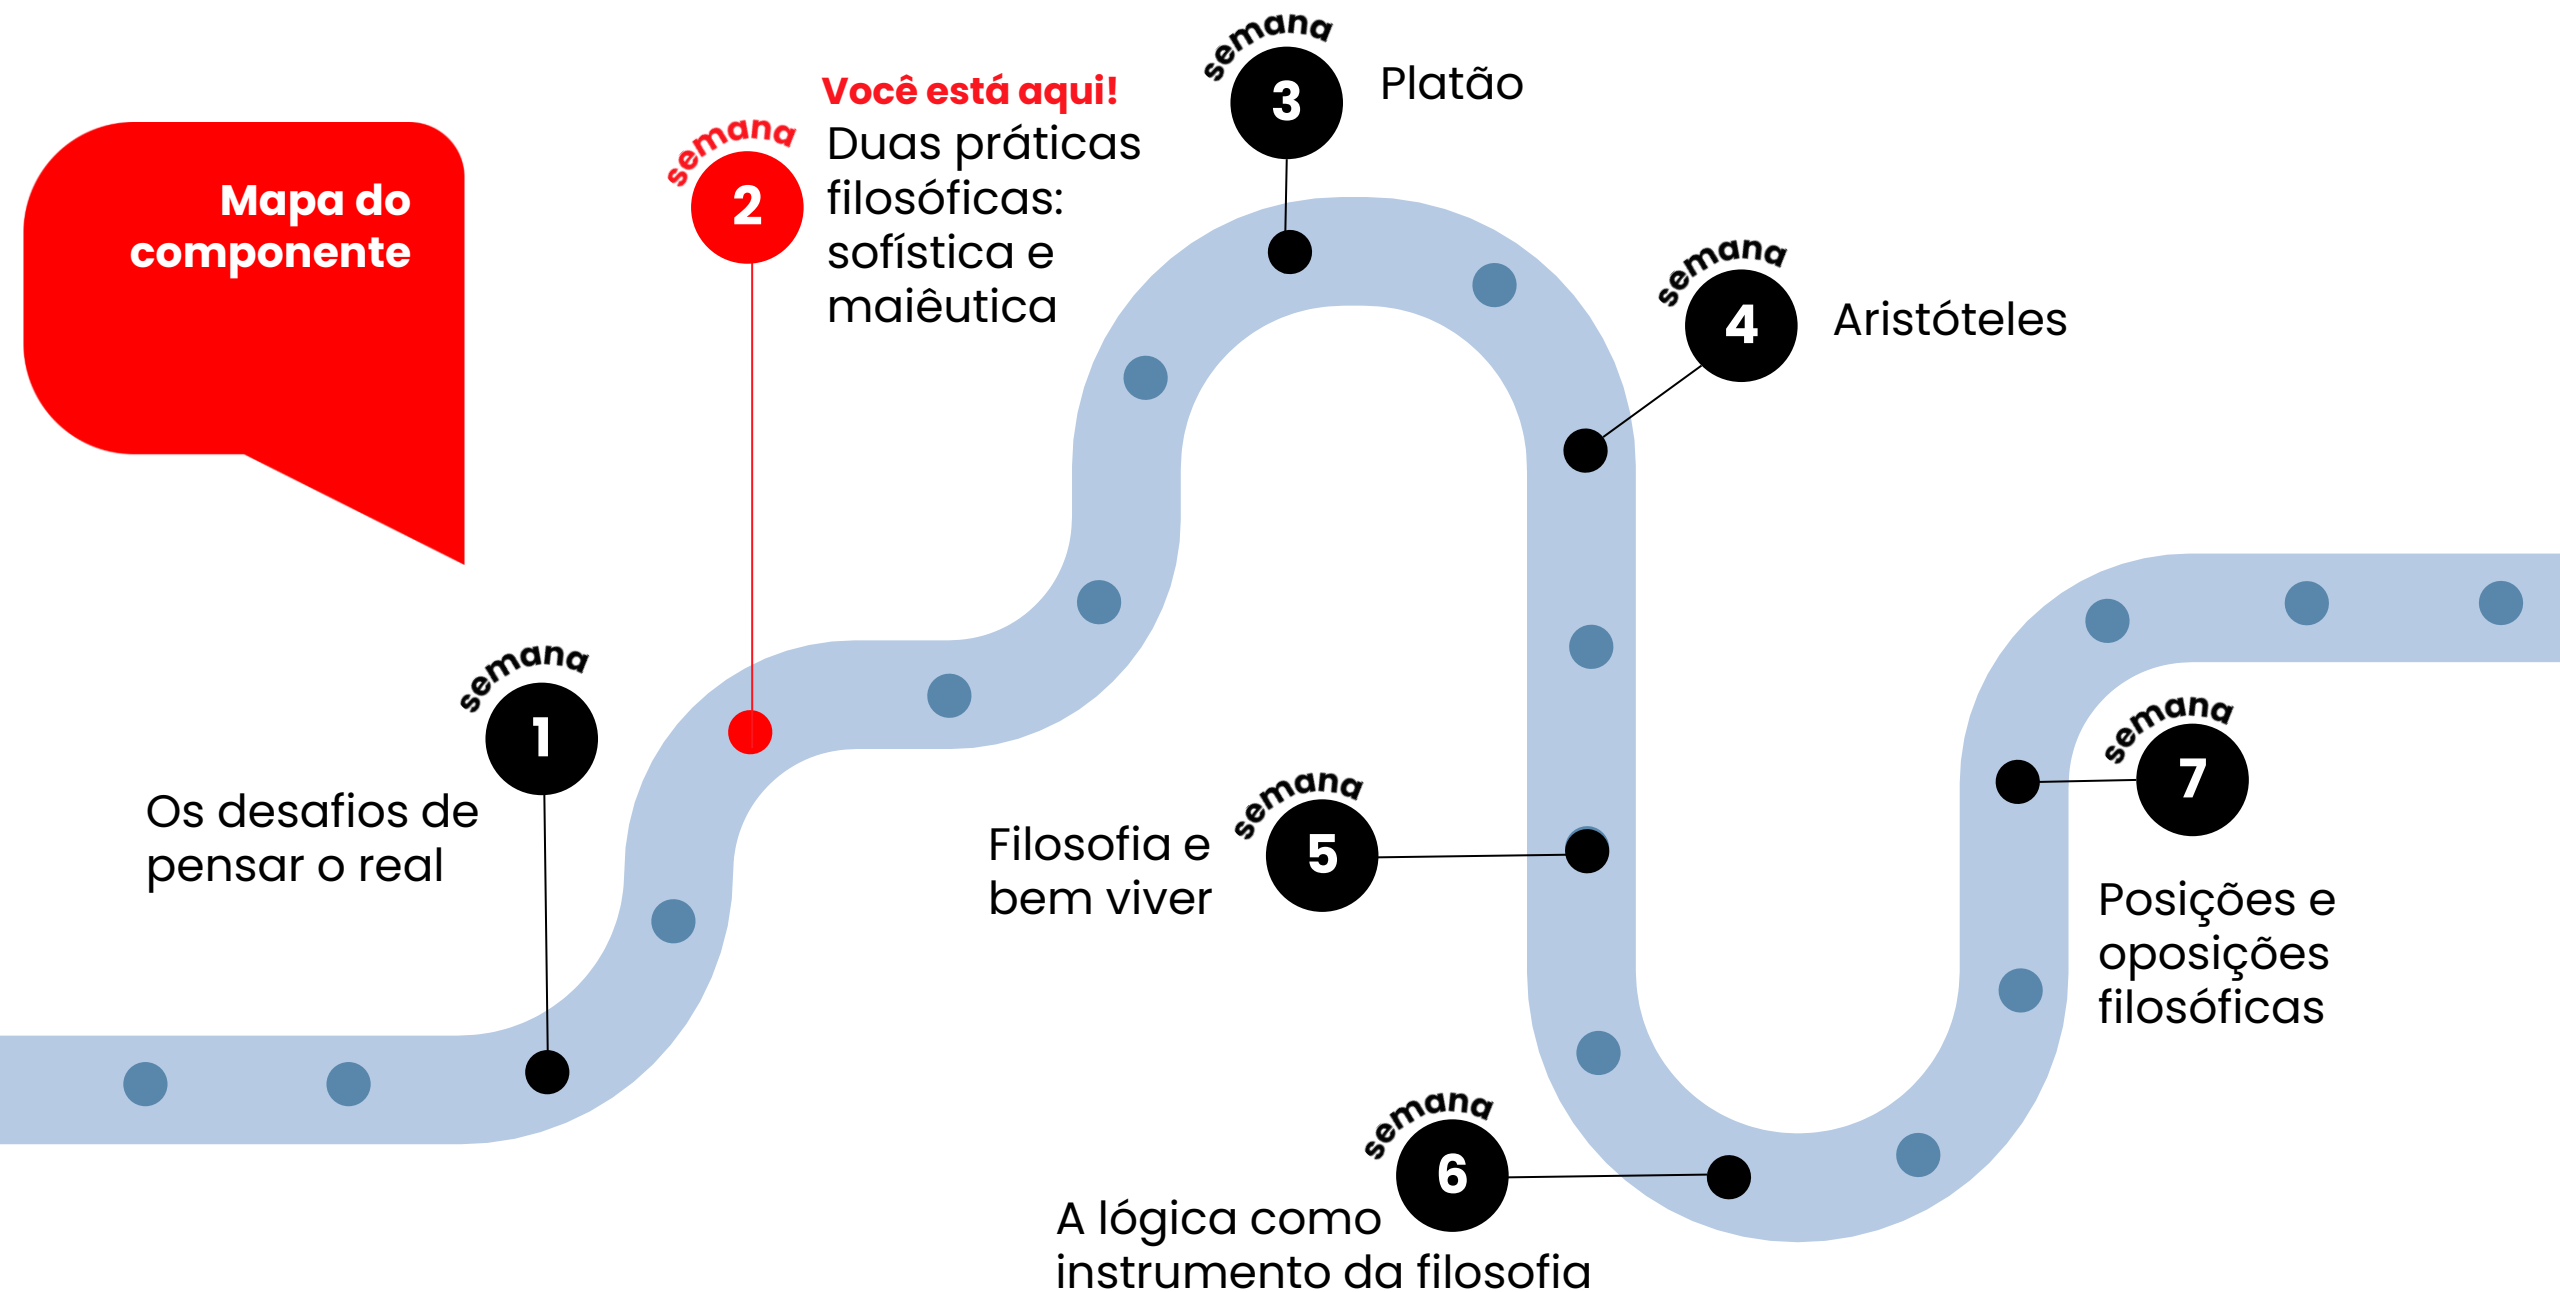 Mapa do
componente
semana
1
Os desafios de
pensar o real
semana
2
Você está aqui!
Duas práticas
filosóficas:
sofística e
maiêutica
semana
3
Platão
semana
4
Aristóteles
semana
5
Filosofia e
bem viver
semana
6
A lógica como
instrumento da filosofia
semana
7
Posições e
oposições
filosóficas